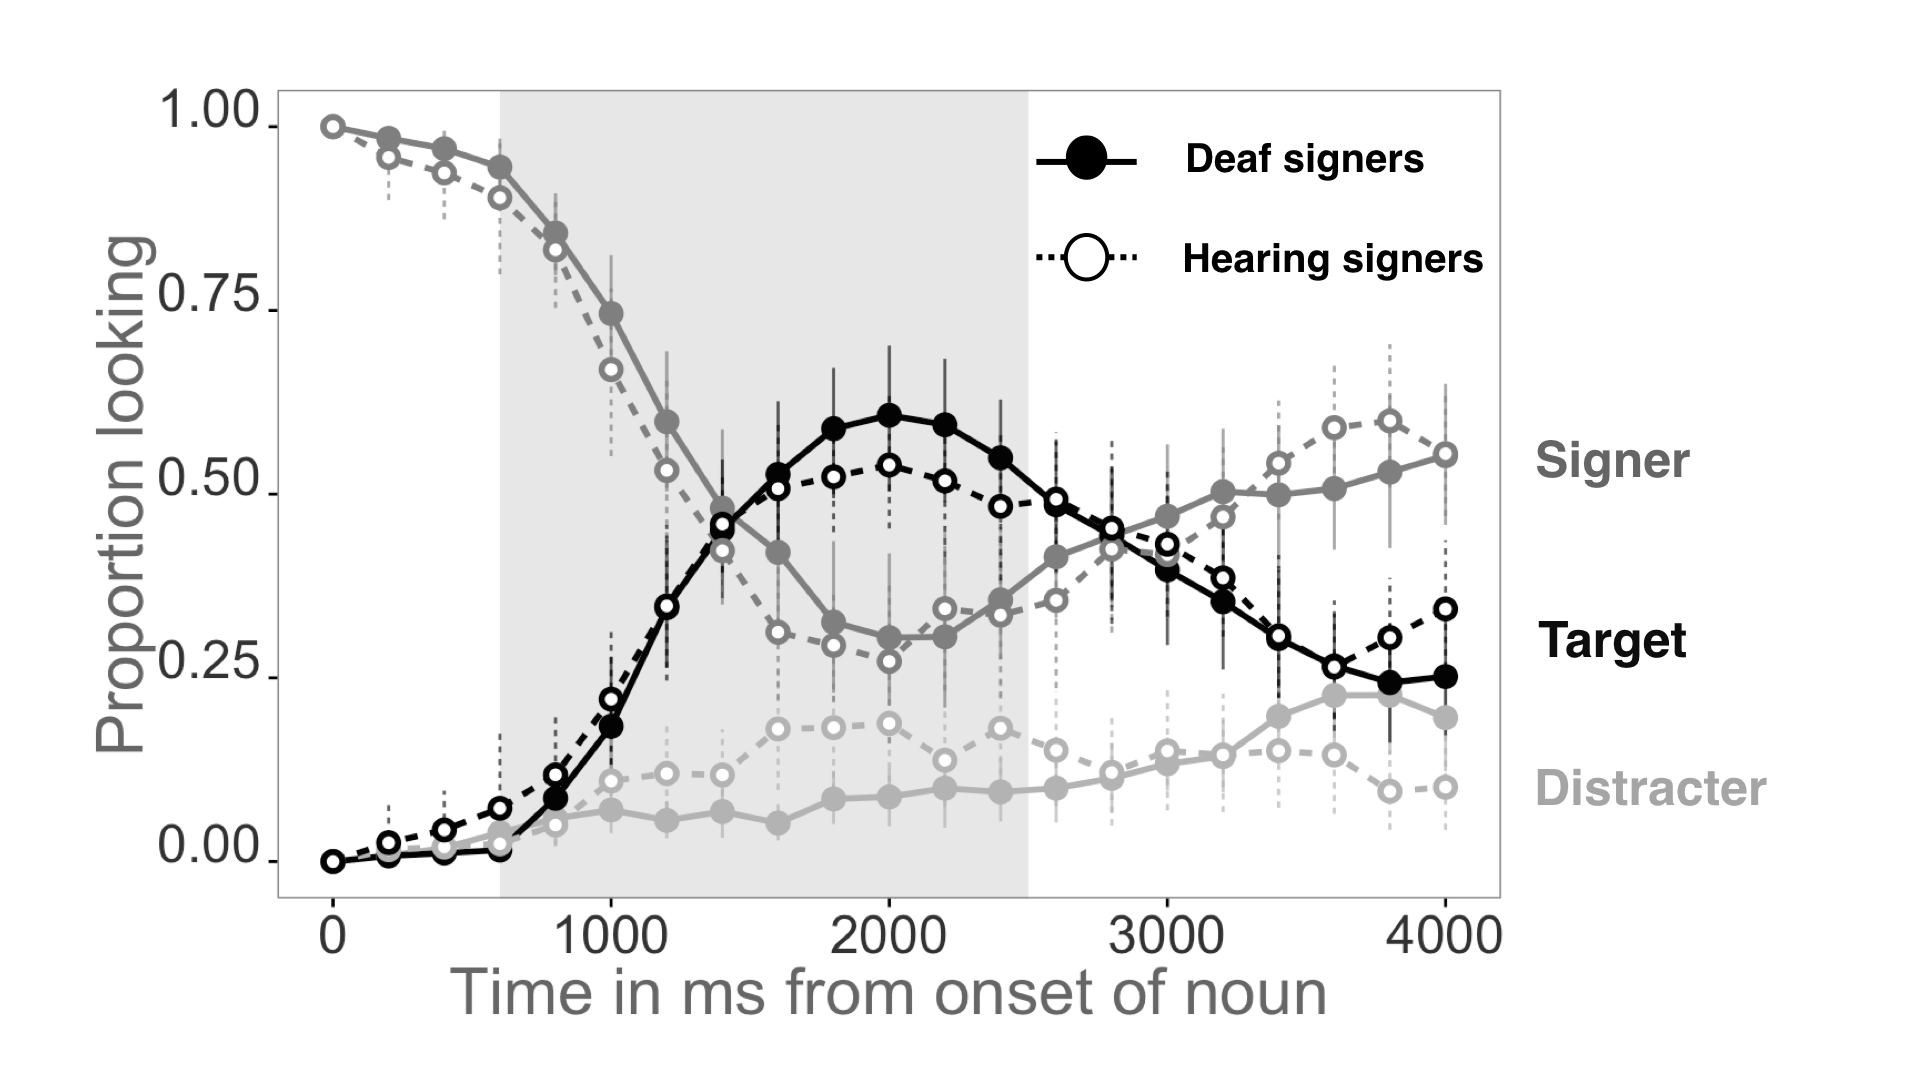 1.00
0.75
0.50
0.25
0.00
Proportion looking
0
1000
2000
3000
4000
Time in ms from onset of noun
Deaf signers
Hearing signers
Signer
Target
Distracter